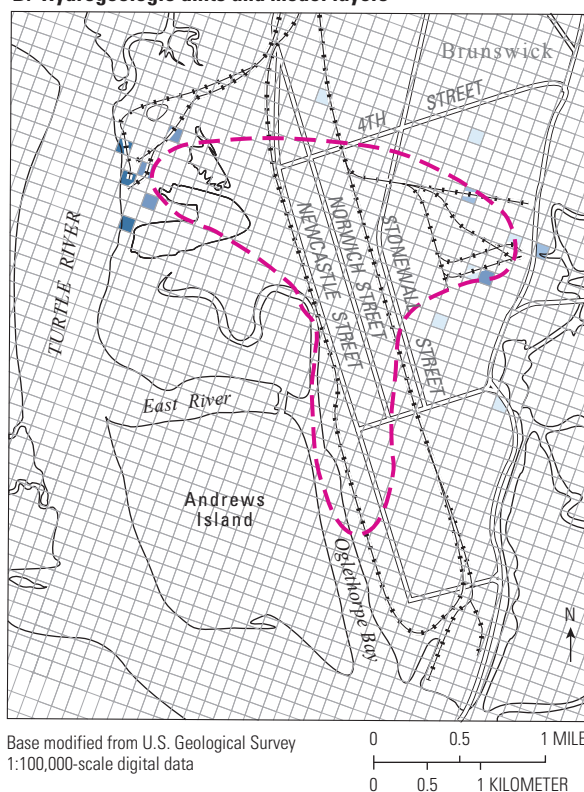 B. Hydrogeologic units and model layers
Brunswick
4TH STREET
TURTLE RIVER
NEWCASTLE STREET
NORWICH STREET
STONEWALL STREET
East River
Andrews
Island
Oglethorpe Bay
N
Base modified from U.S. Geological Survey
1:100,000-scale digital data
0 0.5 1 MILE
0 0.5 1 KILOMETER